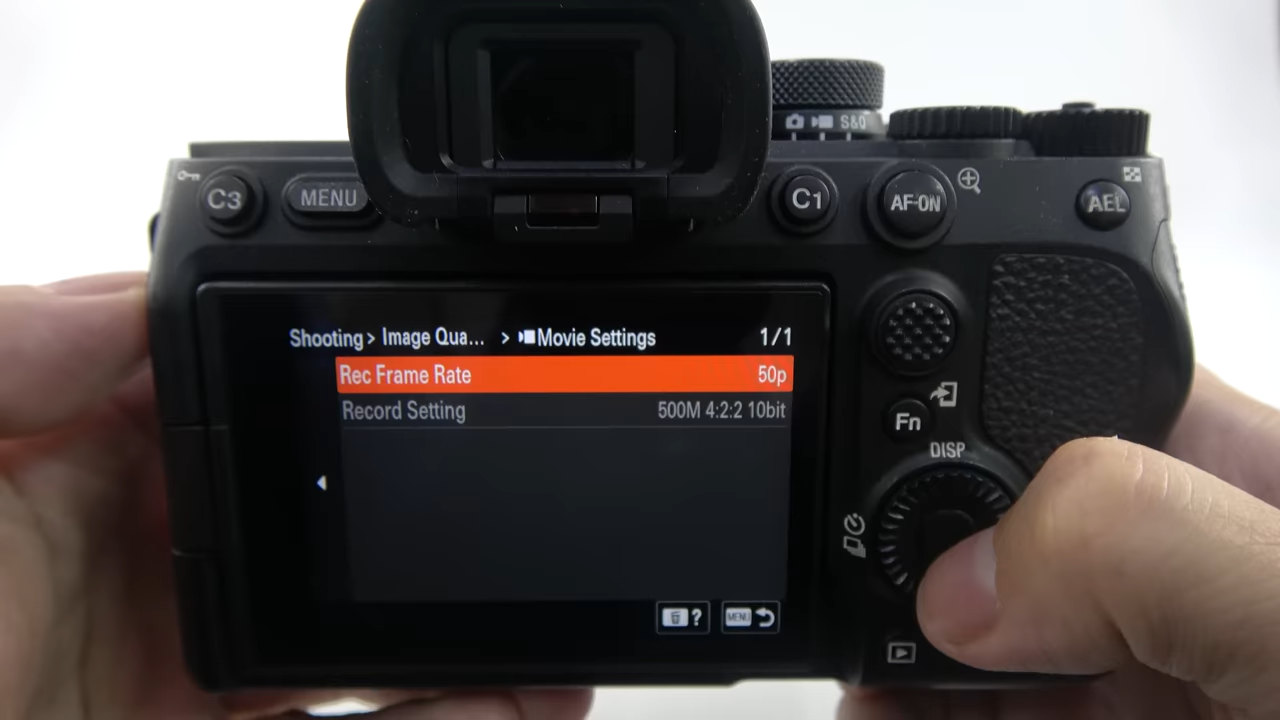 S&Q
C3
MENU
C1
AF-ON
AEL
Shooting> Image Qua... > Movie Settings 1/1
Rec Frame Rate 50p
Record Setting 500M 4:2:2 10bit
Fn
DISP
? MENU